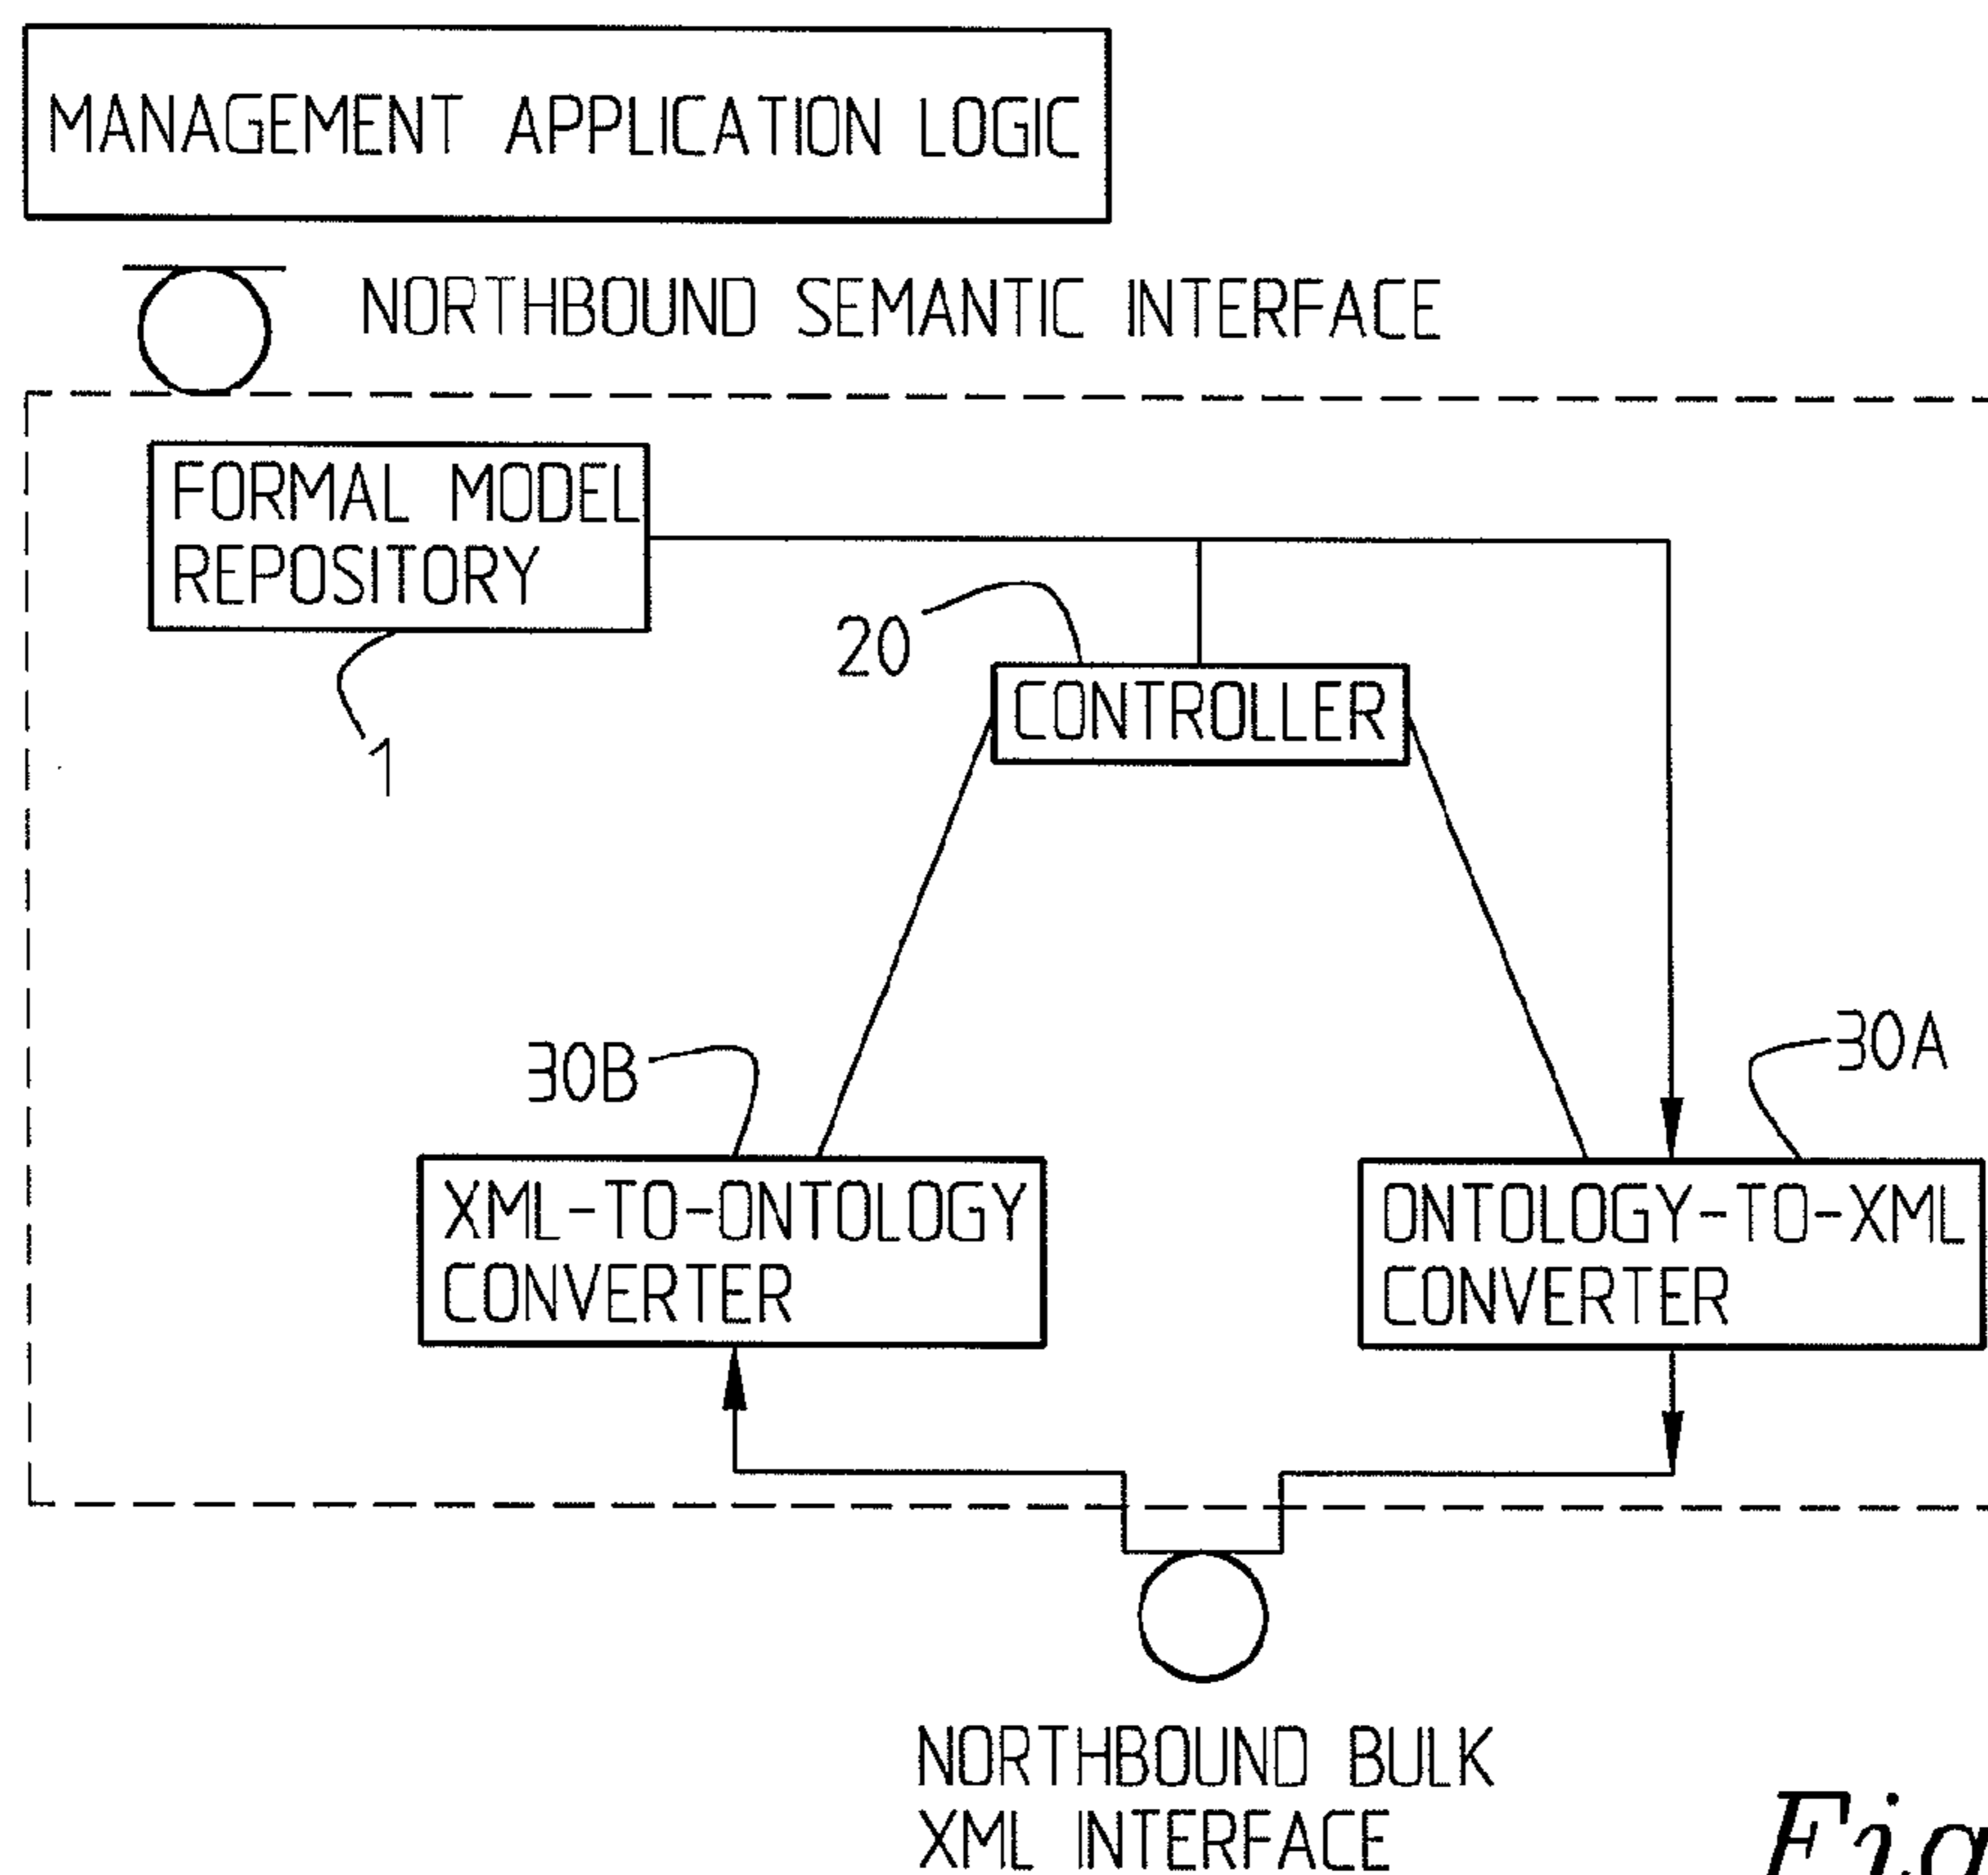 MANAGEMENT APPLICATION LOGIC
NORTHBOUND SEMANTIC INTERFACE
FORMAL MODEL
REPOSITORY
1
20
CONTROLLER
30B
30A
XML-TO-ONTOLOGY
CONVERTER
ONTOLOGY-TO-XML
CONVERTER
NORTHBOUND BULK
XML INTERFACE
Fig